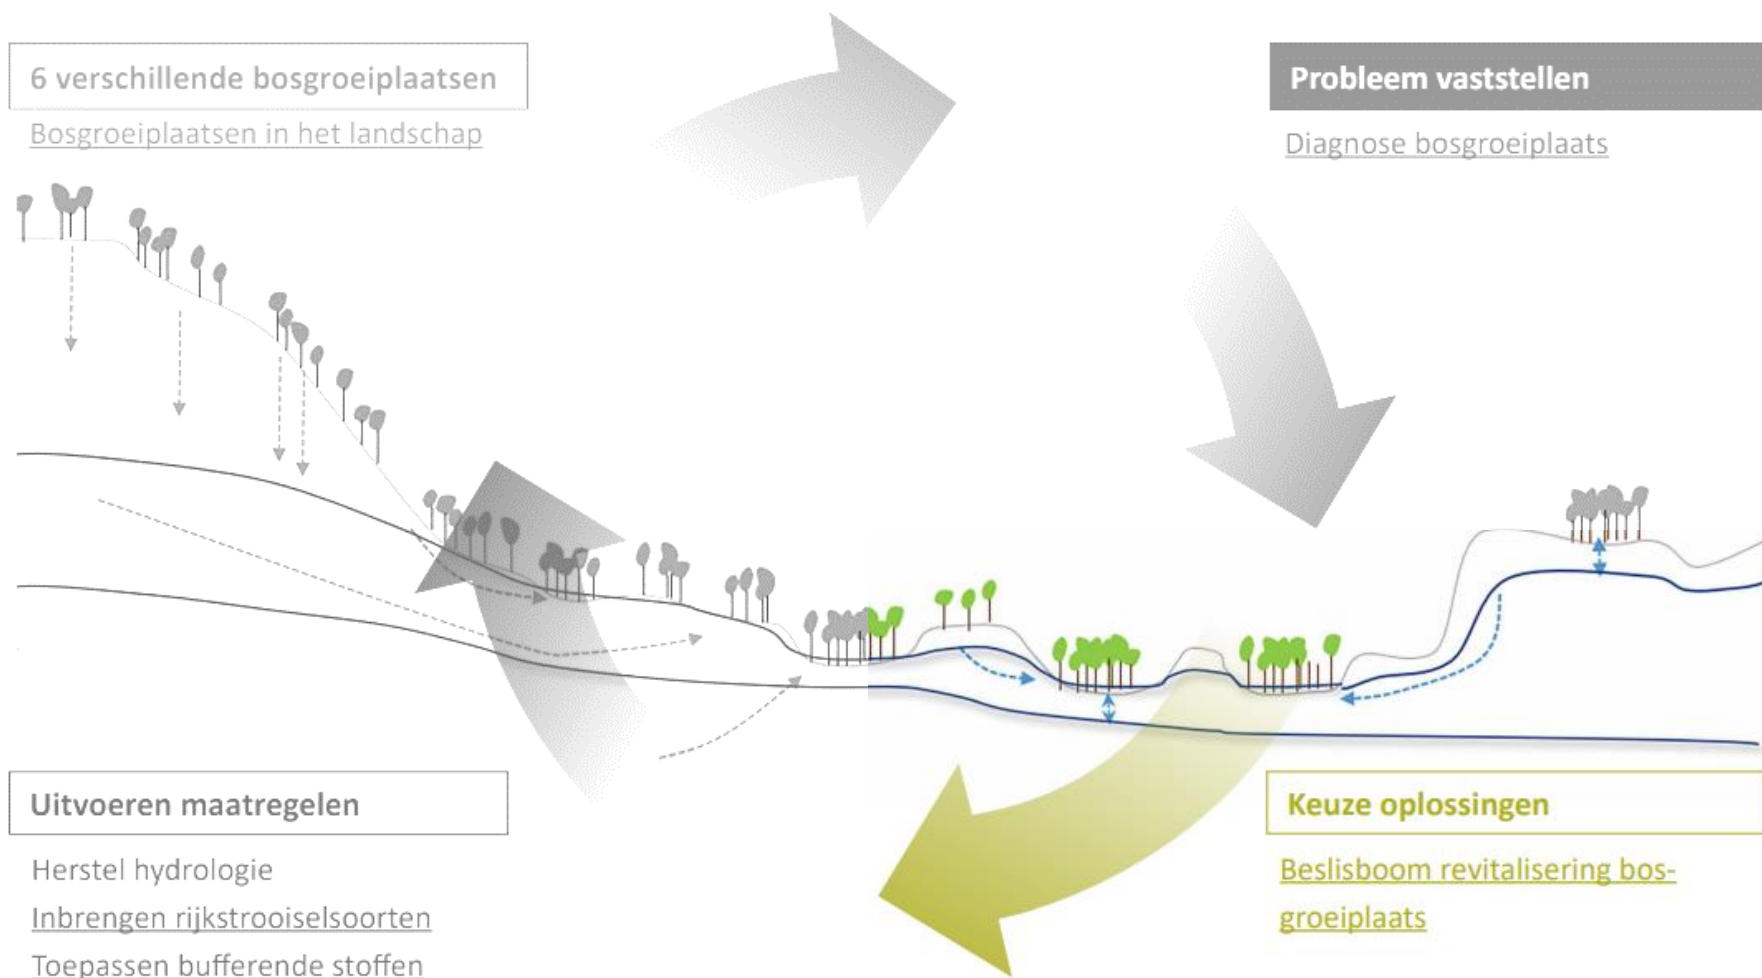 6 verschillende bosgroeiplaatsen
Bosgroeiplaatsen in het landschap
Probleem vaststellen
Diagnose bosgroeiplaats
Uitvoeren maatregelen
Herstel hydrologie
Inbrengen rijkstrooiselsoorten
Toepassen bufferende stoffen
Keuze oplossingen
Beslisboom revitalisering bos-
groeiplaats